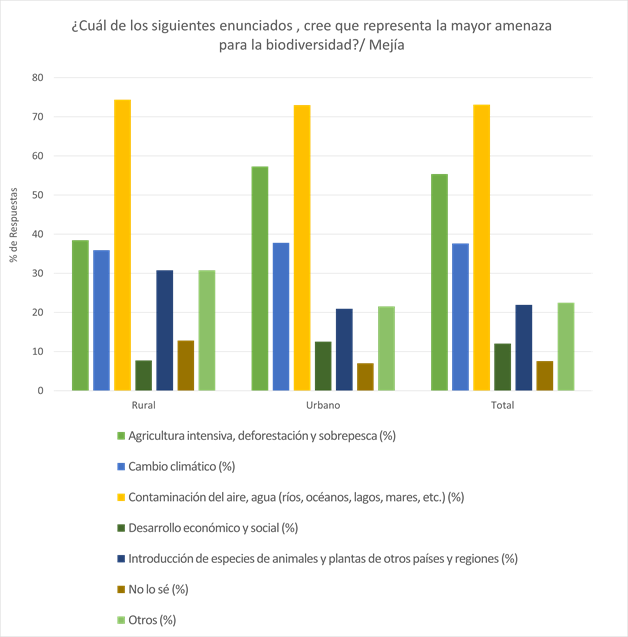 ¿Cuál de los siguientes enunciados , cree que representa la mayor amenaza
para la biodiversidad?/ Mejía
80
70
60
50
40
30
20
10
0
% de Respuestas
Rural Urbano Total
Agricultura intensiva, deforestación y sobrepesca (%)
Cambio climático (%)
Contaminación del aire, agua (ríos, océanos, lagos, mares, etc.) (%)
Desarrollo económico y social (%)
Introducción de especies de animales y plantas de otros países y regiones (%)
No lo sé (%)
Otros (%)